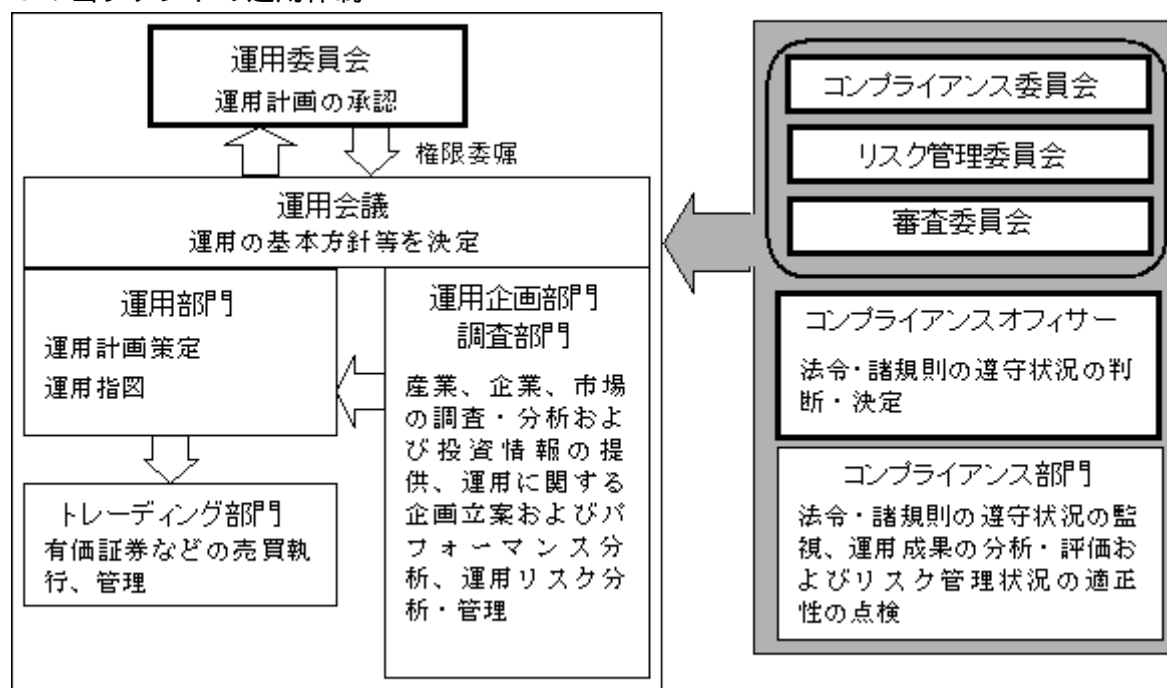 運用委員会
運用計画の承認
権限委嘱
運用会議
運用の基本方針等を決定
運用部門
運用計画策定
運用指図
運用企画部門
調査部門
産業、企業、市場
の調査・分析およ
び投資情報の提
供、運用に関する
企画立案およびパ
フォーマンス分
析、運用リスク分
析・管理
トレーディング部門
有価証券などの売買執
行、管理
コンプライアンス委員会
リスク管理委員会
審査委員会
コンプライアンスオフィサー
法令・諸規則の遵守状況の判
断・決定
コンプライアンス部門
法令・諸規則の遵守状況の監
視、運用成果の分析・評価お
よびリスク管理状況の適正
性の点検